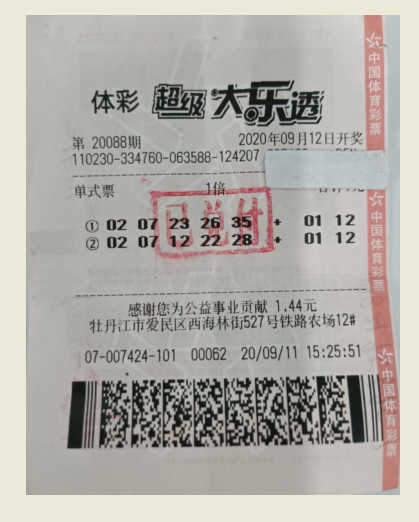 体彩 超级大乐透
第 20088期 2020年09月12日开奖
110230-334760-063588-124207
单式票 1倍
已兑付
① 02 07 23 26 35 + 01 12
② 02 07 12 22 28 + 01 12
感谢您为公益事业贡献 1.44元
牡丹江市爱民区西海林街527号铁路农场12#
07-007424-101 00062 20/09/11 15:25:51
中国体育彩票
中国体育彩票
中国体育彩票